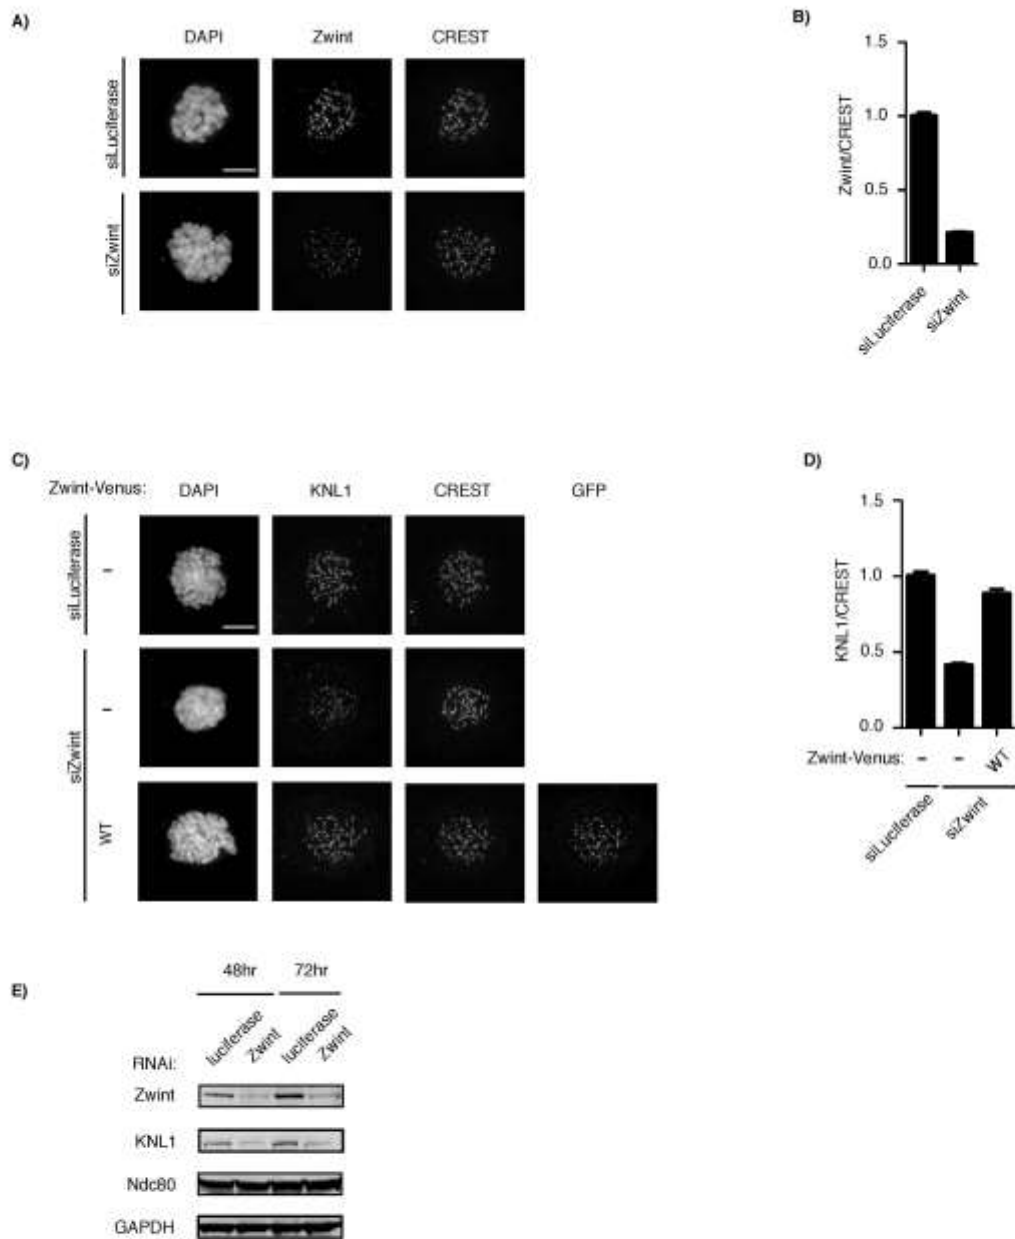 A)
DAPI Zwint CREST
siLuciferase
siZwint
B)
Zwint/CREST
1.5
1.0
0.5
0.0
siLuciferase
siZwint
C)
Zwint-Venus: DAPI KNL1 CREST GFP
siLuciferase
–
siZwint
–
WT
D)
KNL1/CREST
1.5
1.0
0.5
0.0
Zwint-Venus: – – WT
siLuciferase
siZwint
E)
48hr 72hr
RNAi: luciferase Zwint luciferase Zwint
Zwint
KNL1
Ndc80
GAPDH